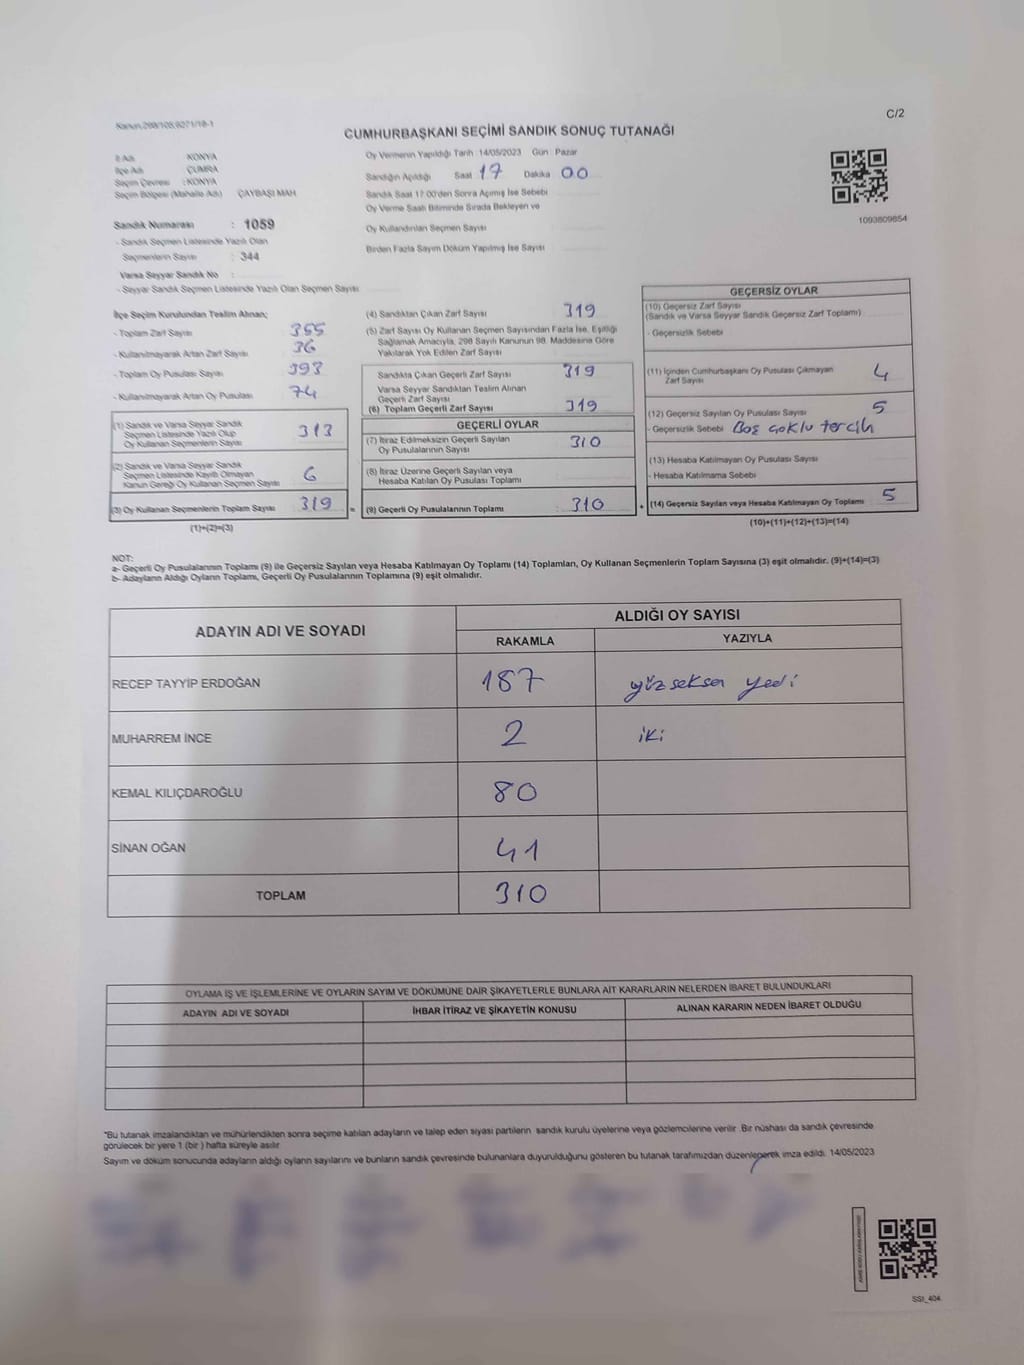 C/2
Kanun:298/105,6271/18-1
CUMHURBAŞKANI SEÇİMİ SANDIK SONUÇ TUTANAĞI
İl Adı KONYA
İlçe Adı ÇUMRA
Seçim Çevresi : KONYA
Seçim Bölgesi (Mahalle Adı) ÇAYBAŞI MAH.
Sandık Numarası : 1059
- Sandık Seçmen Listesinde Yazılı Olan
Seçmenlerin Sayısı : 344
Varsa Seyyar Sandık No :
- Seyyar Sandık Seçmen Listesinde Yazılı Olan Seçmen Sayısı
Oy Vermenin Yapıldığı Tarih :14/05/2023 Gün Pazar
Sandığın Açıldığı Saat 17 Dakika 00
Sandık Saat 17:00'den Sonra Açılmış İse Sebebi
Oy Verme Saati Bitiminde Sırada Bekleyen ve
Oy Kullandırılan Seçmen Sayısı
Birden Fazla Sayım Döküm Yapılmış İse Sayısı
1093809854
İlçe Seçim Kurulundan Teslim Alınan;
- Toplam Zarf Sayısı 355
- Kullanılmayarak Artan Zarf Sayısı 36
- Toplam Oy Pusulası Sayısı 393
- Kullanılmayarak Artan Oy Pusulası 74
(1) Sandık ve Varsa Seyyar Sandık
Seçmen Listesinde Yazılı Olup
Oy Kullanan Seçmenlerin Sayısı 313
(2) Sandık ve Varsa Seyyar Sandık
Seçmen Listesinde Kayıtlı Olmayan
Kanun Gereği Oy Kullanan Seçmen Sayısı 6
(3) Oy Kullanan Seçmenlerin Toplam Sayısı 319 =
(1)+(2)=(3)
(4) Sandıktan Çıkan Zarf Sayısı 319
(5) Zarf Sayısı Oy Kullanan Seçmen Sayısından Fazla İse, Eşitliği
Sağlamak Amacıyla, 298 Sayılı Kanunun 98. Maddesine Göre
Yakılarak Yok Edilen Zarf Sayısı
Sandıkta Çıkan Geçerli Zarf Sayısı 319
Varsa Seyyar Sandıktan Teslim Alınan
Geçerli Zarf Sayısı
(6) Toplam Geçerli Zarf Sayısı 319
GEÇERLİ OYLAR
(7) İtiraz Edilmeksizin Geçerli Sayılan
Oy Pusulalarının Sayısı 310
(8) İtiraz Üzerine Geçerli Sayılan veya
Hesaba Katılan Oy Pusulası Toplamı
(9) Geçerli Oy Pusulalarının Toplamı 310 +
GEÇERSİZ OYLAR
(10) Geçersiz Zarf Sayısı
(Sandık ve Varsa Seyyar Sandık Geçersiz Zarf Toplamı)
- Geçersizlik Sebebi
(11) İçinden Cumhurbaşkanı Oy Pusulası Çıkmayan
Zarf Sayısı 4
(12) Geçersiz Sayılan Oy Pusulası Sayısı 5
- Geçersizlik Sebebi Boş çoklu tercih
(13) Hesaba Katılmayan Oy Pusulası Sayısı
- Hesaba Katılmama Sebebi
(14) Geçersiz Sayılan veya Hesaba Katılmayan Oy Toplamı 5
(10)+(11)+(12)+(13)=(14)
NOT:
a- Geçerli Oy Pusulalarının Toplamı (9) ile Geçersiz Sayılan veya Hesaba Katılmayan Oy Toplamı (14) Toplamları, Oy Kullanan Seçmenlerin Toplam Sayısına (3) eşit olmalıdır. (9)+(14)=(3)
b- Adayların Aldığı Oyların Toplamı, Geçerli Oy Pusulalarının Toplamına (9) eşit olmalıdır.
ADAYIN ADI VE SOYADI
ALDIĞI OY SAYISI
RAKAMLA YAZIYLA
RECEP TAYYİP ERDOĞAN 187 yüzseksen yedi
MUHARREM İNCE 2 iki
KEMAL KILIÇDAROĞLU 80
SİNAN OĞAN 41
TOPLAM 310
OYLAMA İŞ VE İŞLEMLERİNE VE OYLARIN SAYIM VE DÖKÜMÜNE DAİR ŞİKAYETLERLE BUNLARA AİT KARARLARIN NELERDEN İBARET BULUNDUKLARI
ADAYIN ADI VE SOYADI İHBAR İTİRAZ VE ŞİKAYETİN KONUSU ALINAN KARARIN NEDEN İBARET OLDUĞU
*Bu tutanak imzalandıktan ve mühürlendikten sonra seçime katılan adayların ve talep eden siyasi partilerin sandık kurulu üyelerine veya gözlemcilerine verilir. Bir nüshası da sandık çevresinde
görülecek bir yere 1 (bir ) hafta süreyle asılır.
Sayım ve döküm sonucunda adayların aldığı oyların sayılarını ve bunların sandık çevresinde bulunanlara duyurulduğunu gösteren bu tutanak tarafımızdan düzenlenerek imza edildi. 14/05/2023
SSI_404